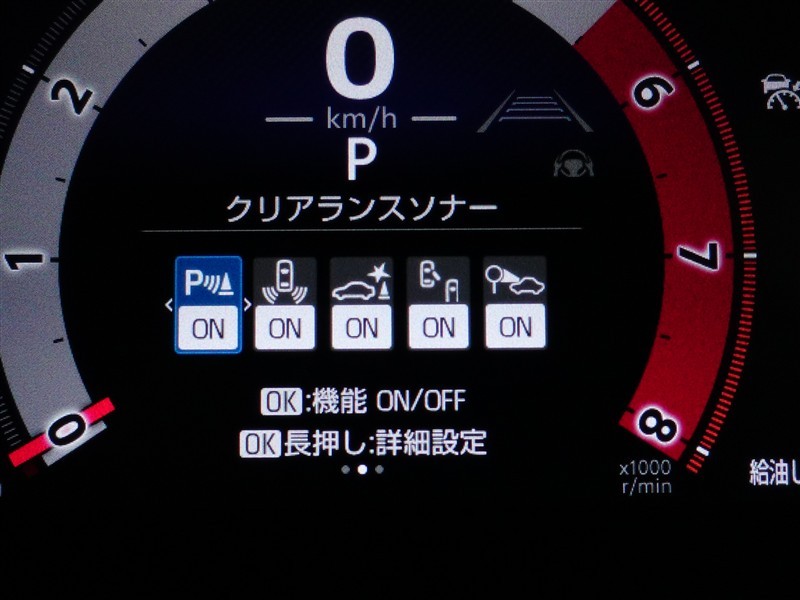 0
km/h
P
クリアランスソナー
P
ON ON ON ON ON
OK:機能 ON/OFF
OK長押し:詳細設定
0
1
2
6
7
8
x1000
r/min
給油し